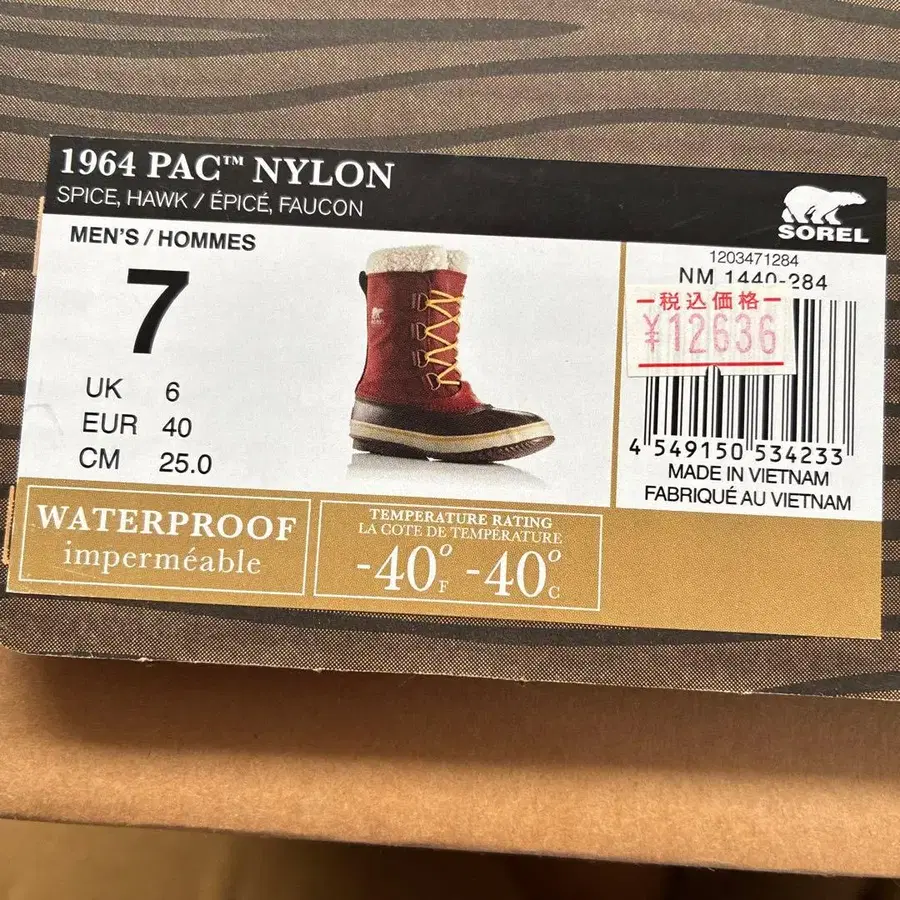 1964 PAC™ NYLON
SPICE, HAWK / ÉPICÉ, FAUCON
SOREL
MEN'S / HOMMES
7
UK 6
EUR 40
CM 25.0
SOREL
1203471284
NM 1440-284
税込価格
¥12636
4 549150 534233
MADE IN VIETNAM
FABRIQUÉ AU VIETNAM
WATERPROOF
imperméable
TEMPERATURE RATING
LA COTE DE TEMPÉRATURE
-40°F -40°C